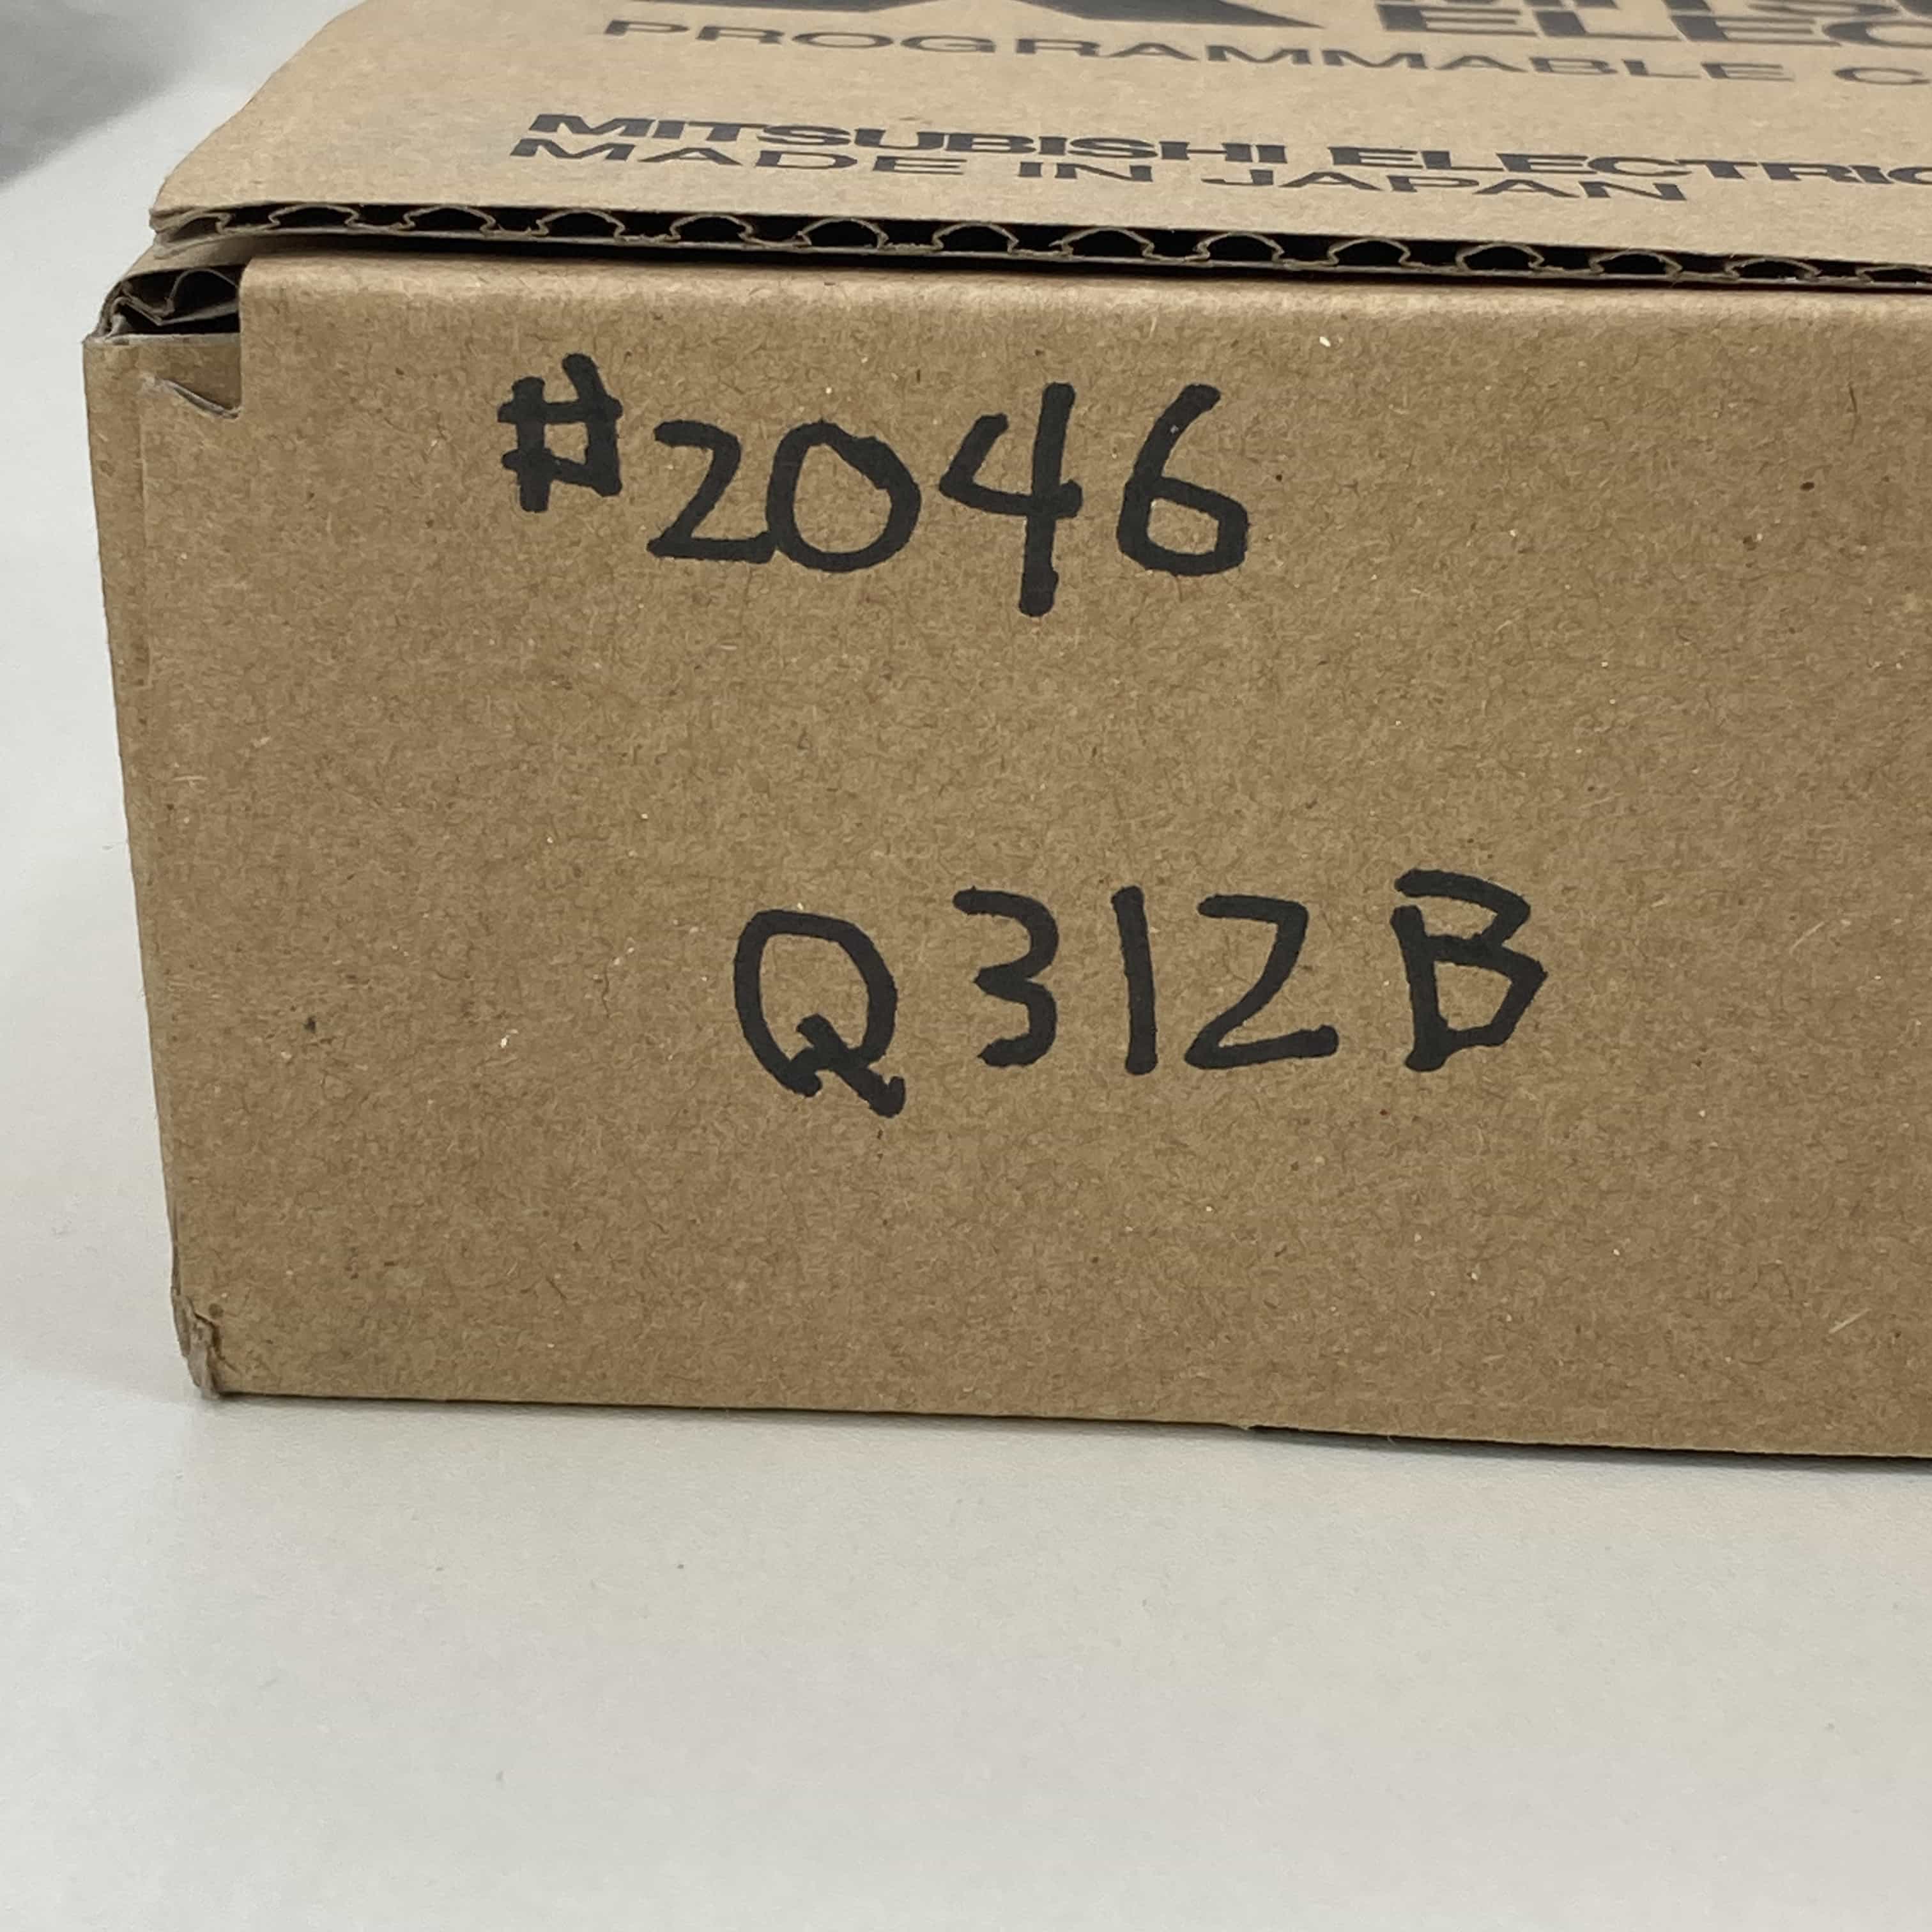 PROGRAMMABLE
MITSUBISHI ELECTRIC
MADE IN JAPAN
#2046
Q312B